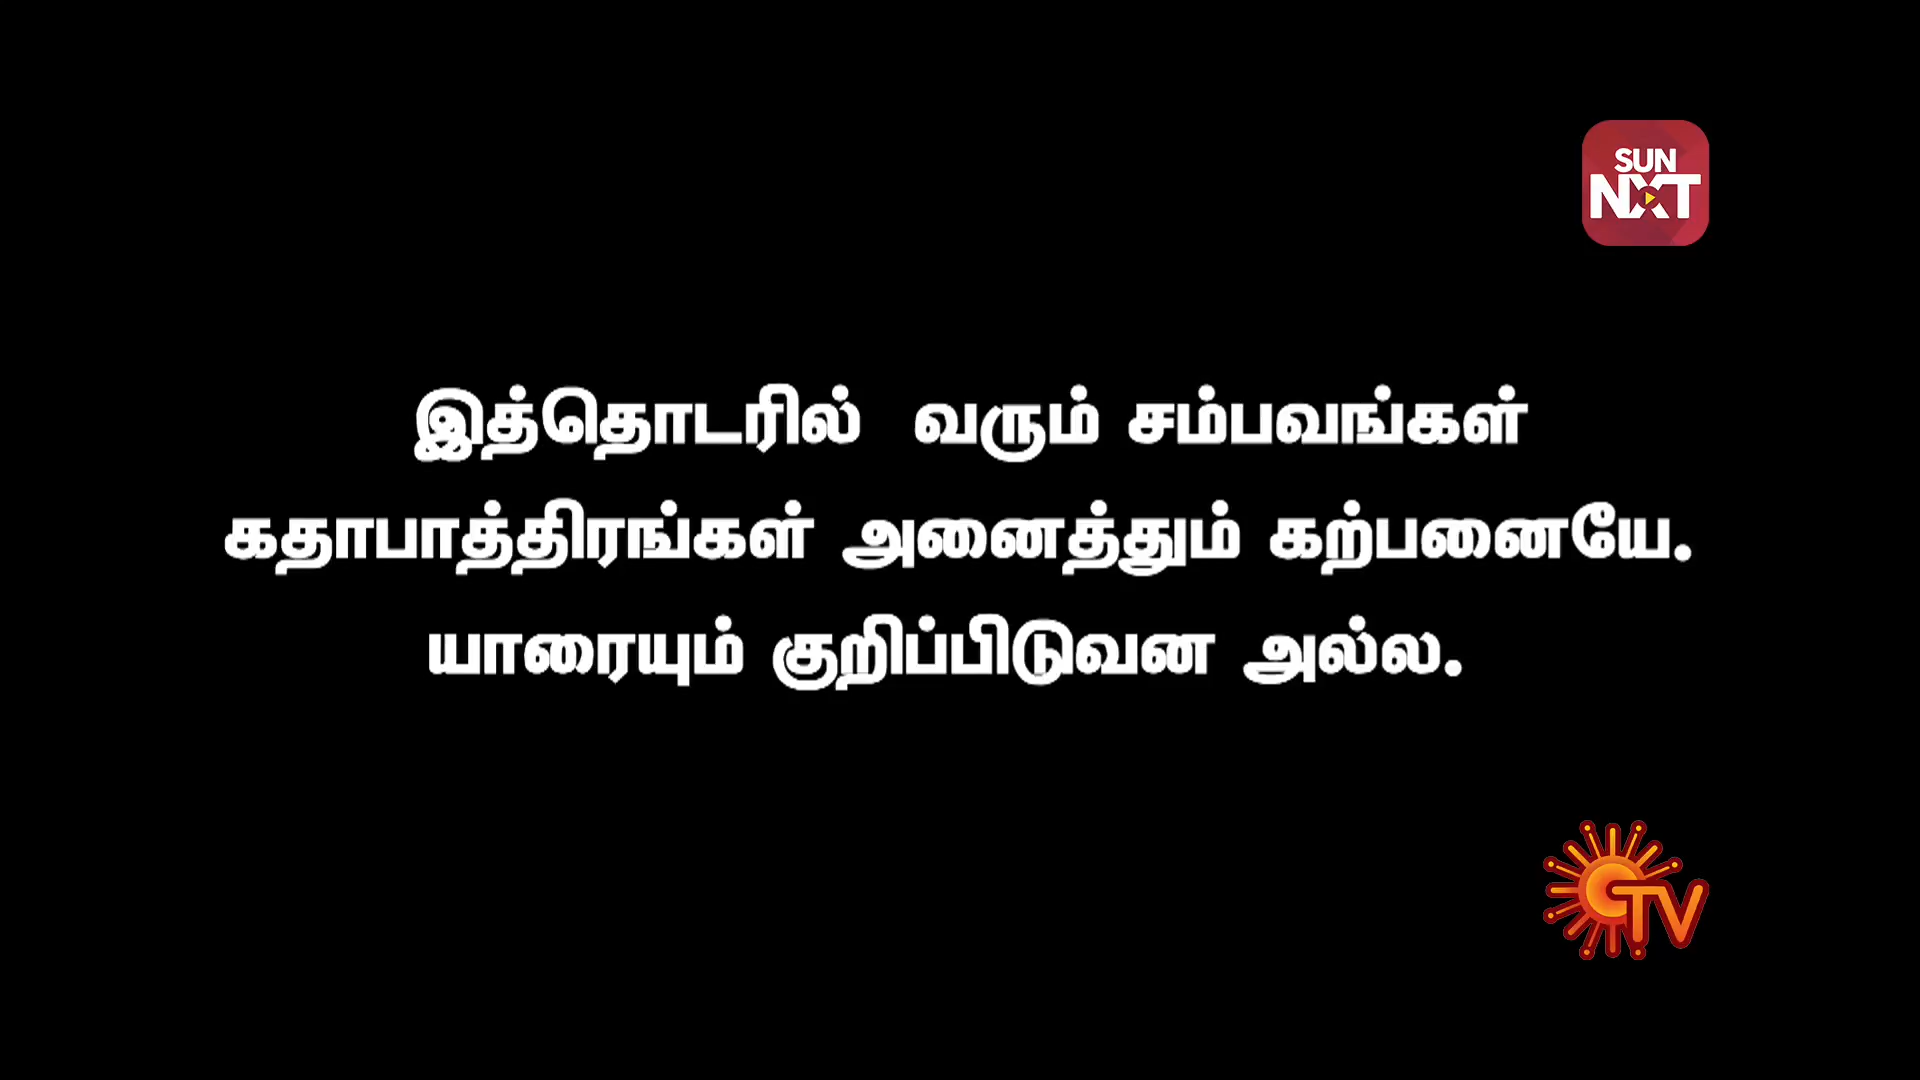 SUN
NXT
இத்தொடரில் வரும் சம்பவங்கள்
கதாபாத்திரங்கள் அனைத்தும் கற்பனையே.
யாரையும் குறிப்பிடுவன அல்ல.
TV